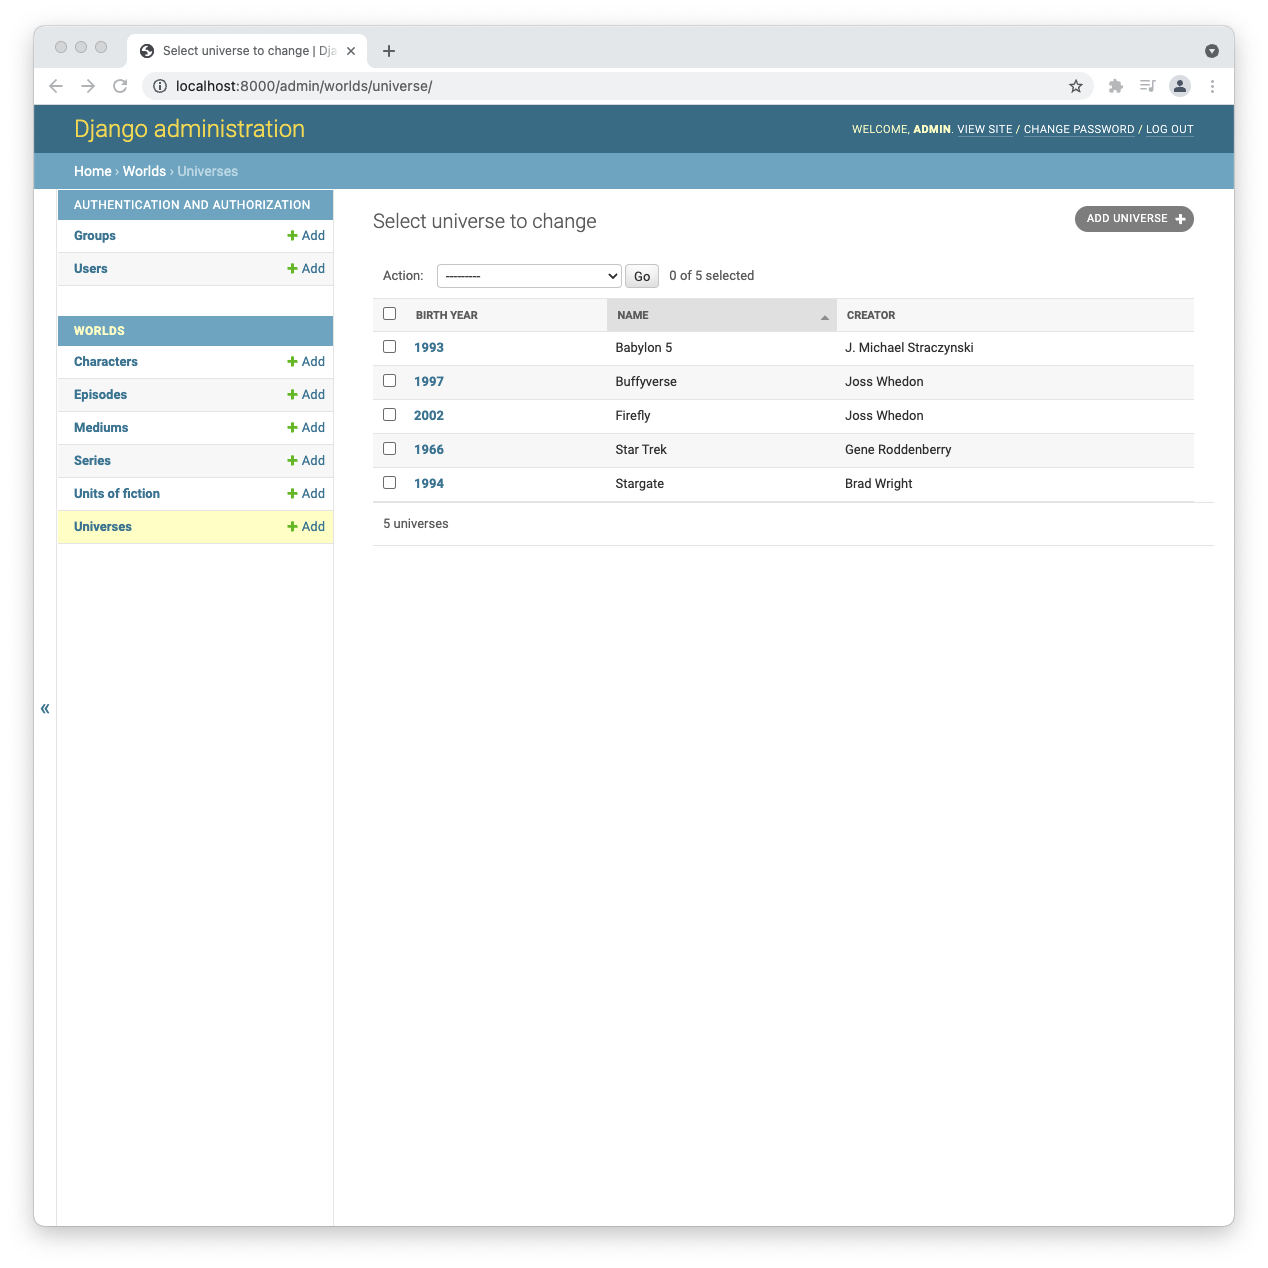 Select universe to change | Dja
localhost:8000/admin/worlds/universe/
Django administration
WELCOME, ADMIN. VIEW SITE / CHANGE PASSWORD / LOG OUT
Home › Worlds › Universes
AUTHENTICATION AND AUTHORIZATION
Groups Add
Users Add
WORLDS
Characters Add
Episodes Add
Mediums Add
Series Add
Units of fiction Add
Universes Add
«
Select universe to change
ADD UNIVERSE +
Action: --------- Go 0 of 5 selected
BIRTH YEAR NAME CREATOR
1993 Babylon 5 J. Michael Straczynski
1997 Buffyverse Joss Whedon
2002 Firefly Joss Whedon
1966 Star Trek Gene Roddenberry
1994 Stargate Brad Wright
5 universes